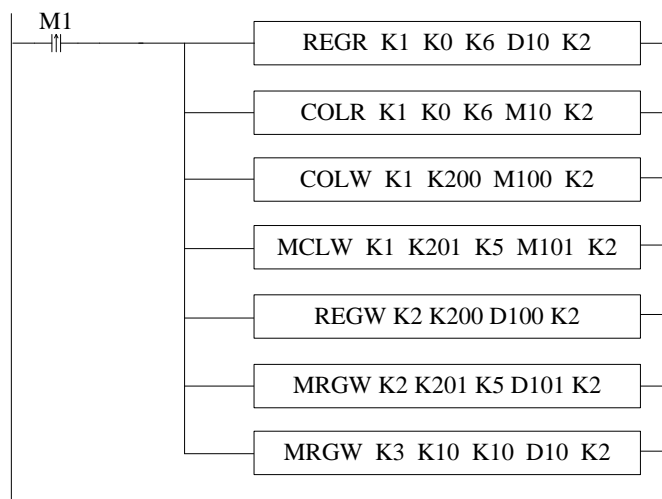 M1
REGR K1 K0 K6 D10 K2
COLR K1 K0 K6 M10 K2
COLW K1 K200 M100 K2
MCLW K1 K201 K5 M101 K2
REGW K2 K200 D100 K2
MRGW K2 K201 K5 D101 K2
MRGW K3 K10 K10 D10 K2